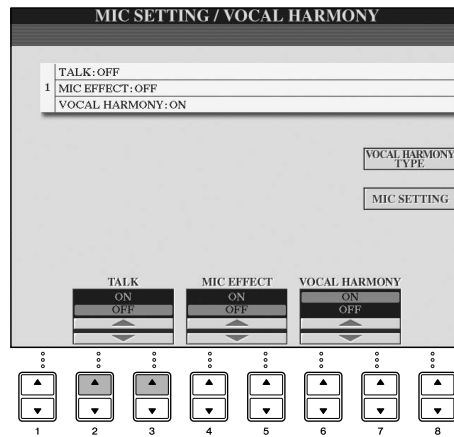 MIC SETTING / VOCAL HARMONY
TALK:OFF
1 MIC EFFECT:OFF
VOCAL HARMONY:ON
VOCAL HARMONY
TYPE
MIC SETTING
TALK MIC EFFECT VOCAL HARMONY
ON ON ON
OFF OFF OFF
1 2 3 4 5 6 7 8